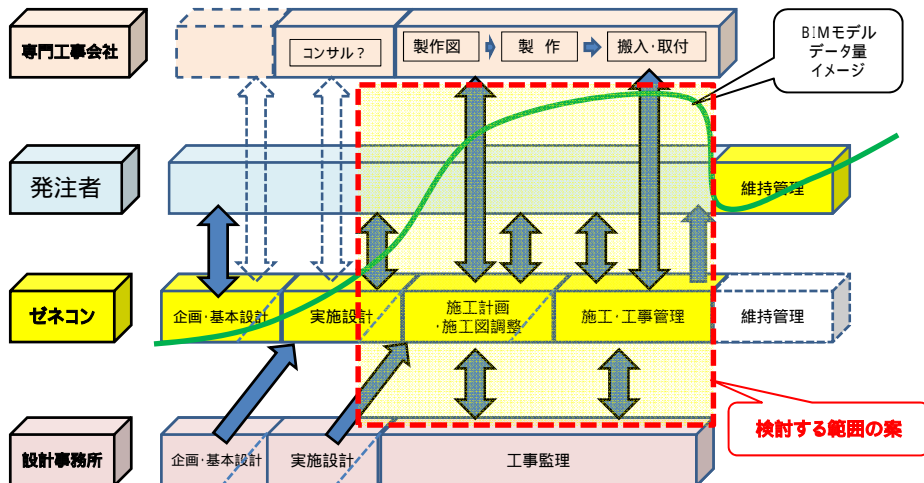 専門工事会社
コンサル？
製作図
製 作
搬入・取付
BIMモデル
データ量
イメージ
発注者
維持管理
ゼネコン
企画・基本設計
実施設計
施工計画
・施工図調整
施工・工事管理
維持管理
検討する範囲の案
設計事務所
企画・基本設計
実施設計
工事監理